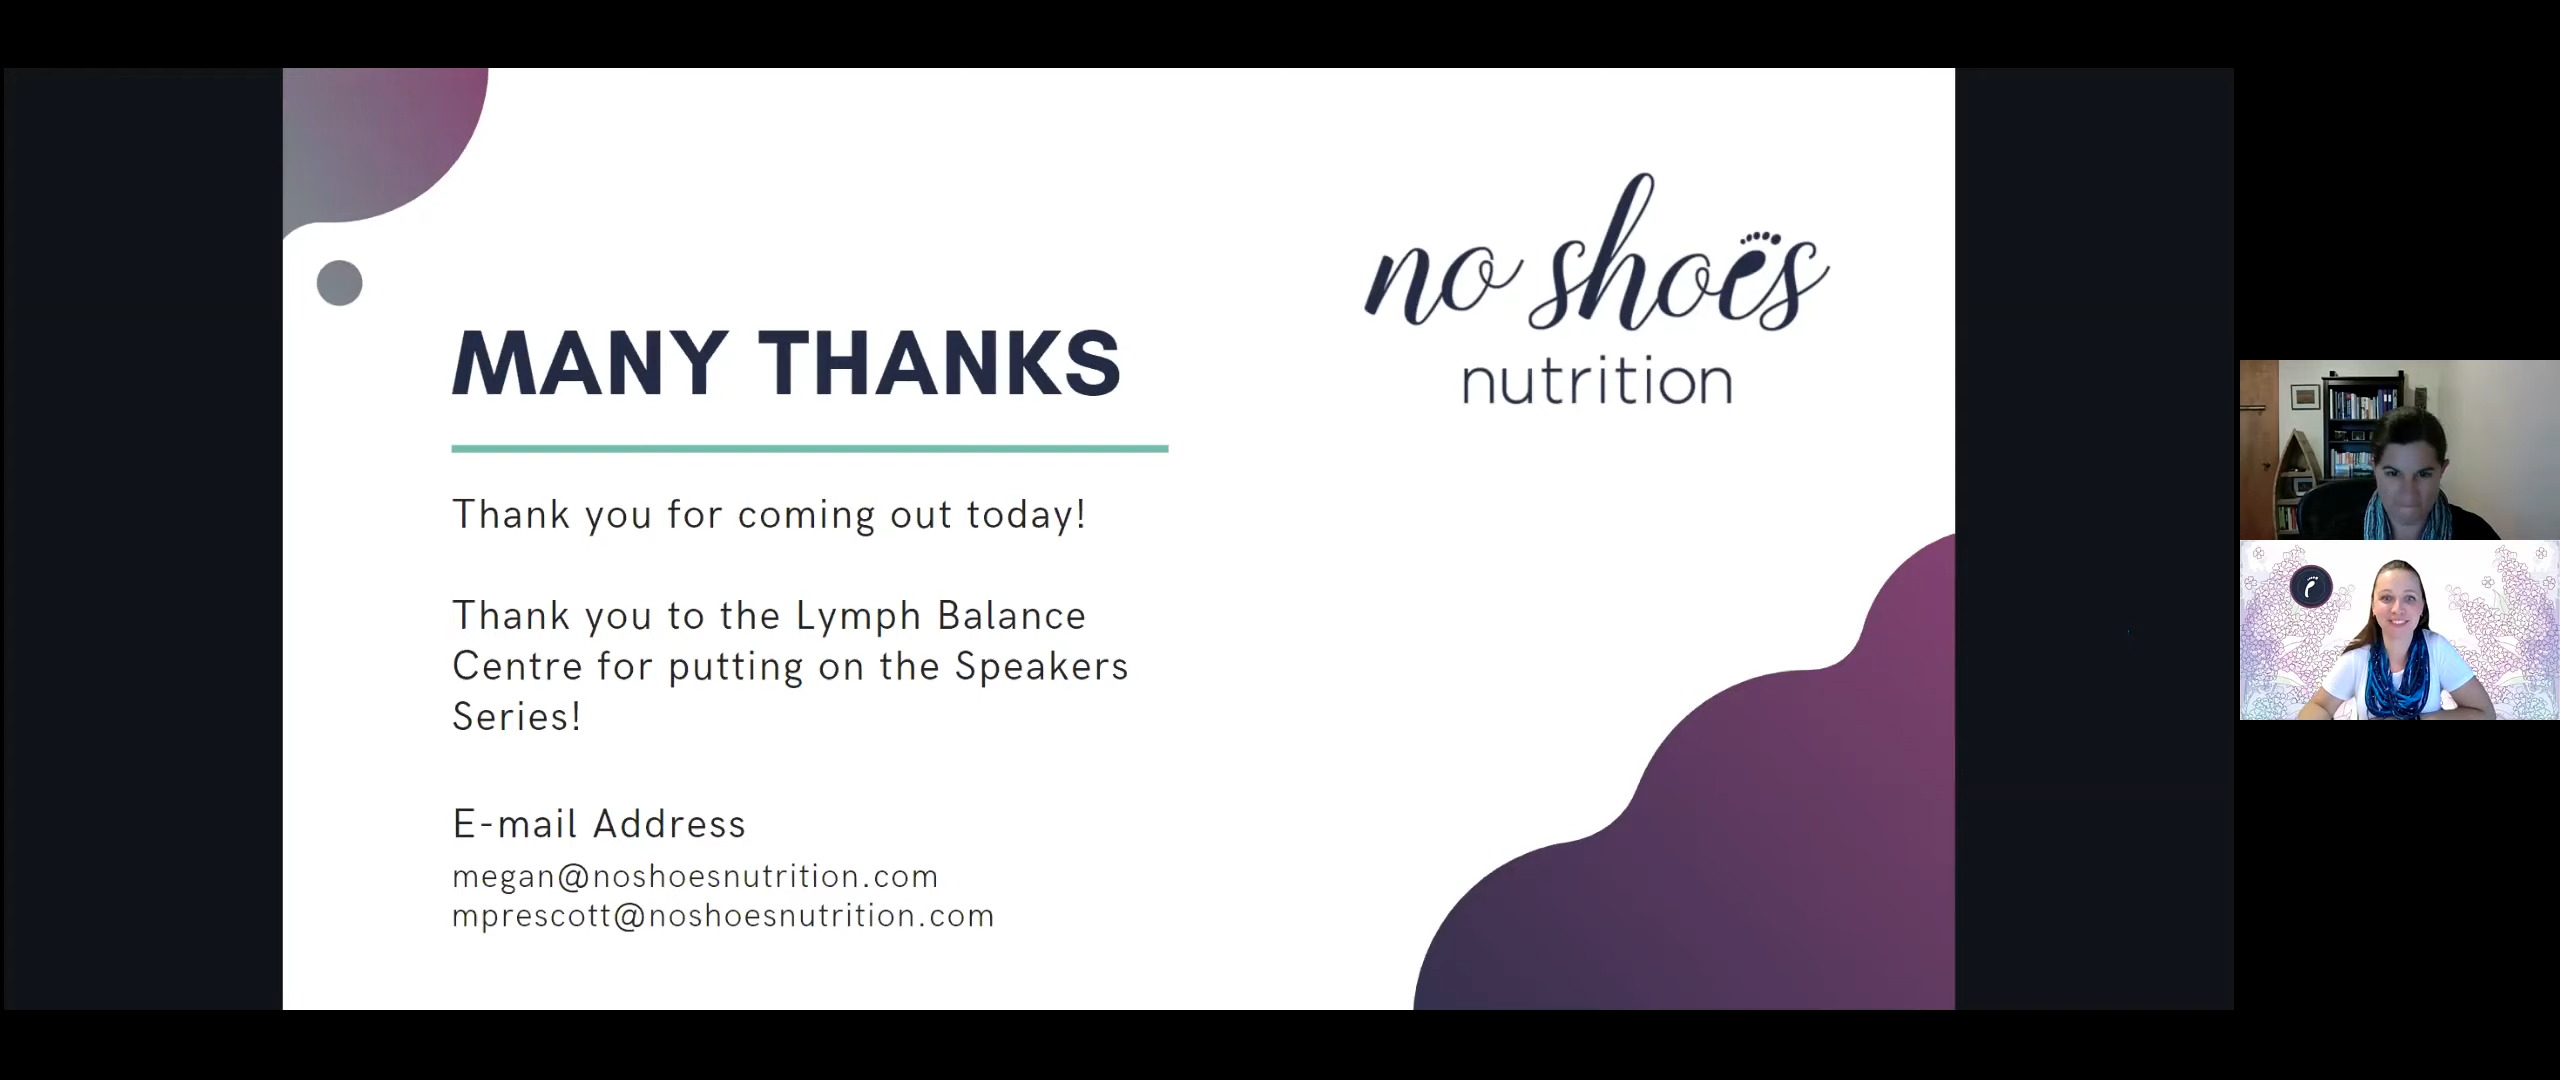 no shoes
nutrition
MANY THANKS
Thank you for coming out today!
Thank you to the Lymph Balance
Centre for putting on the Speakers
Series!
E-mail Address
megan@noshoesnutrition.com
mprescott@noshoesnutrition.com